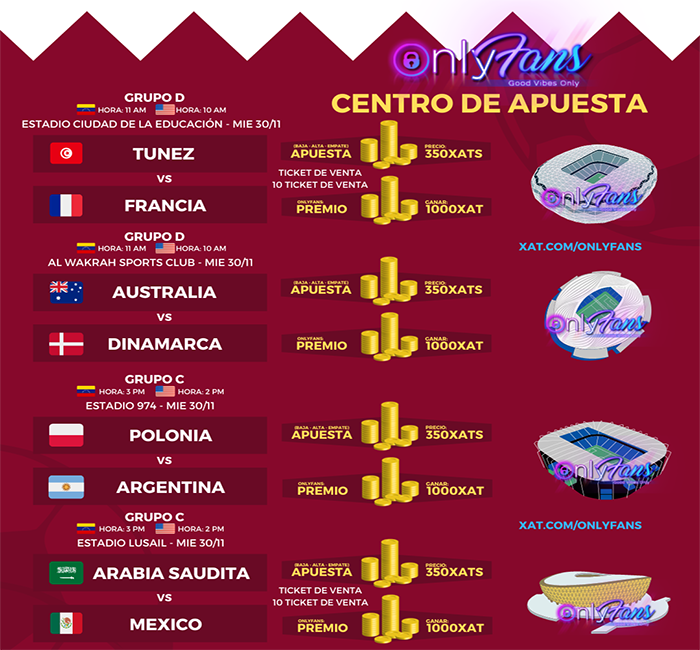 OnlyFans
Good Vibes Only
CENTRO DE APUESTA
GRUPO D
HORA: 11 AM HORA: 10 AM
ESTADIO CIUDAD DE LA EDUCACIÓN - MIE 30/11
TUNEZ
VS
FRANCIA
(BAJA - ALTA - EMPATE)
APUESTA
PRECIO:
350XATS
TICKET DE VENTA
10 TICKET DE VENTA
ONLYFANS:
PREMIO
GANAR:
1000XAT
OnlyFans
XAT.COM/ONLYFANS
GRUPO D
HORA: 11 AM HORA: 10 AM
AL WAKRAH SPORTS CLUB - MIE 30/11
AUSTRALIA
VS
DINAMARCA
(BAJA - ALTA - EMPATE)
APUESTA
PRECIO:
350XATS
ONLYFANS:
PREMIO
GANAR:
1000XAT
OnlyFans
GRUPO C
HORA: 3 PM HORA: 2 PM
ESTADIO 974 - MIE 30/11
POLONIA
VS
ARGENTINA
(BAJA - ALTA - EMPATE)
APUESTA
PRECIO:
350XATS
ONLYFANS:
PREMIO
GANAR:
1000XAT
OnlyFans
XAT.COM/ONLYFANS
GRUPO C
HORA: 3 PM HORA: 2 PM
ESTADIO LUSAIL - MIE 30/11
ARABIA SAUDITA
VS
MEXICO
(BAJA - ALTA - EMPATE)
APUESTA
PRECIO:
350XATS
TICKET DE VENTA
10 TICKET DE VENTA
ONLYFANS:
PREMIO
GANAR:
1000XAT
OnlyFans